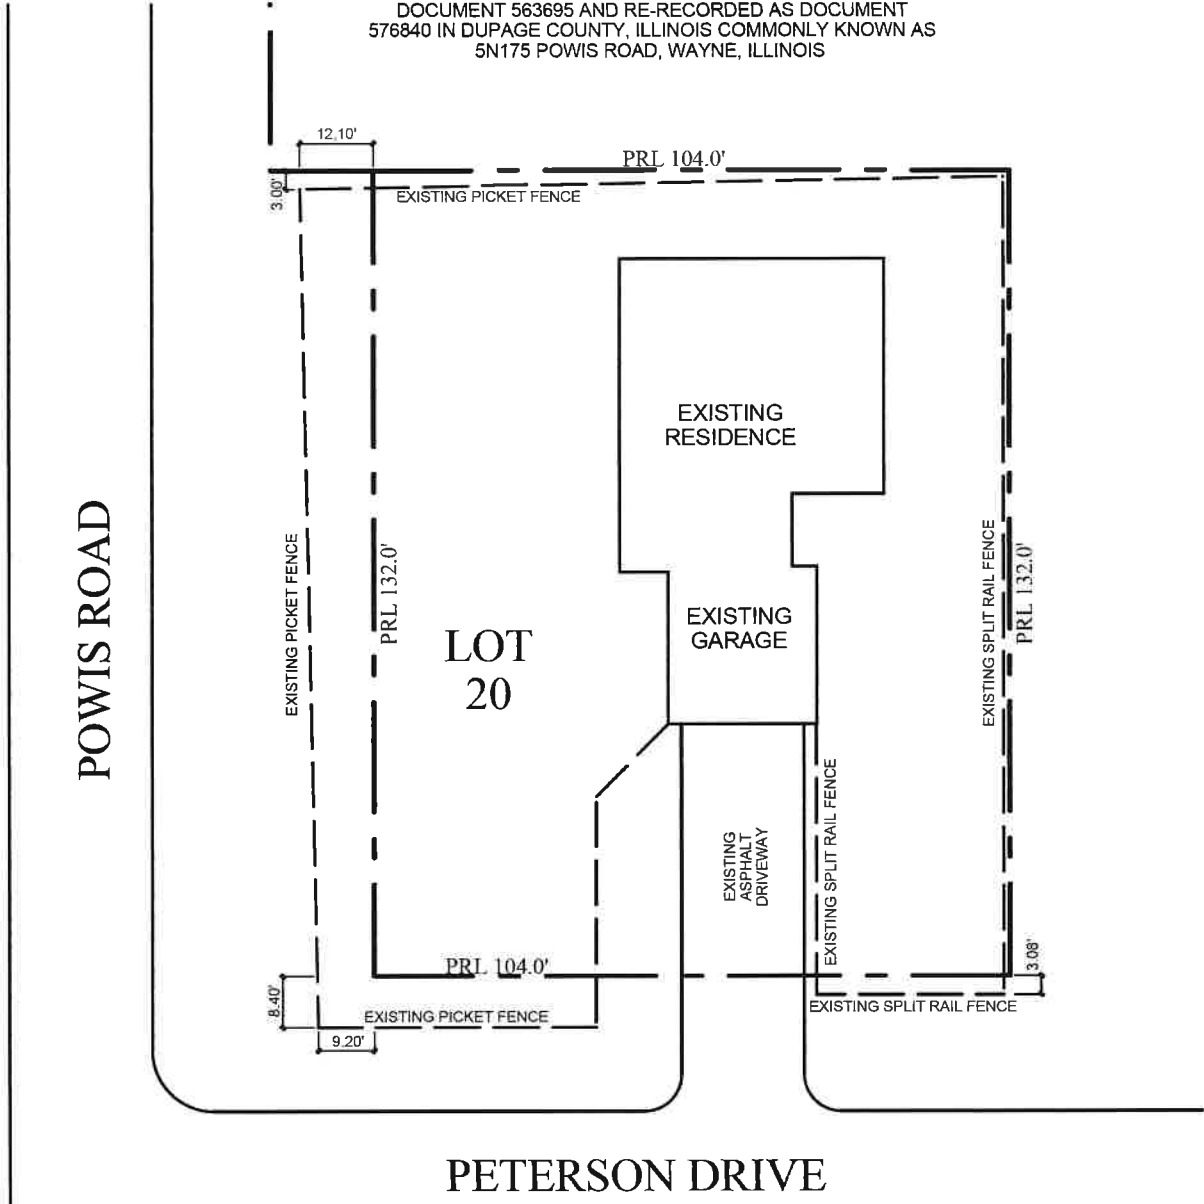 DOCUMENT 563695 AND RE-RECORDED AS DOCUMENT
576840 IN DUPAGE COUNTY, ILLINOIS COMMONLY KNOWN AS
5N175 POWIS ROAD, WAYNE, ILLINOIS
12.10'
PRL 104.0'
3.00'
EXISTING PICKET FENCE
EXISTING
RESIDENCE
POWIS ROAD
EXISTING PICKET FENCE
PRL 132.0'
LOT
20
EXISTING
GARAGE
EXISTING SPLIT RAIL FENCE
PRL 132.0'
EXISTING
ASPHALT
DRIVEWAY
EXISTING SPLIT RAIL FENCE
PRL 104.0'
3.08'
8.40'
EXISTING PICKET FENCE
EXISTING SPLIT RAIL FENCE
9.20'
PETERSON DRIVE